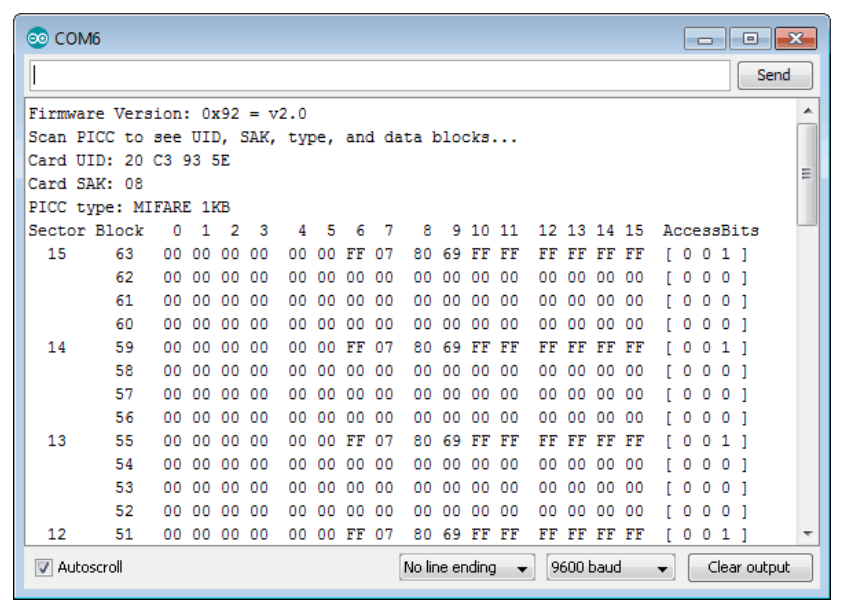 COM6
Send
Firmware Version: 0x92 = v2.0
Scan PICC to see UID, SAK, type, and data blocks...
Card UID: 20 C3 93 5E
Card SAK: 08
PICC type: MIFARE 1KB
Sector Block 0 1 2 3 4 5 6 7 8 9 10 11 12 13 14 15 AccessBits
15 63 00 00 00 00 00 00 FF 07 80 69 FF FF FF FF FF FF [ 0 0 1 ]
62 00 00 00 00 00 00 00 00 00 00 00 00 00 00 00 00 [ 0 0 0 ]
61 00 00 00 00 00 00 00 00 00 00 00 00 00 00 00 00 [ 0 0 0 ]
60 00 00 00 00 00 00 00 00 00 00 00 00 00 00 00 00 [ 0 0 0 ]
14 59 00 00 00 00 00 00 FF 07 80 69 FF FF FF FF FF FF [ 0 0 1 ]
58 00 00 00 00 00 00 00 00 00 00 00 00 00 00 00 00 [ 0 0 0 ]
57 00 00 00 00 00 00 00 00 00 00 00 00 00 00 00 00 [ 0 0 0 ]
56 00 00 00 00 00 00 00 00 00 00 00 00 00 00 00 00 [ 0 0 0 ]
13 55 00 00 00 00 00 00 FF 07 80 69 FF FF FF FF FF FF [ 0 0 1 ]
54 00 00 00 00 00 00 00 00 00 00 00 00 00 00 00 00 [ 0 0 0 ]
53 00 00 00 00 00 00 00 00 00 00 00 00 00 00 00 00 [ 0 0 0 ]
52 00 00 00 00 00 00 00 00 00 00 00 00 00 00 00 00 [ 0 0 0 ]
12 51 00 00 00 00 00 00 FF 07 80 69 FF FF FF FF FF FF [ 0 0 1 ]
Autoscroll No line ending 9600 baud Clear output